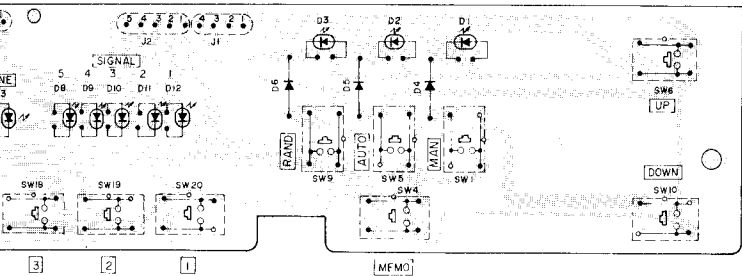 D3 D2 D1
5 4 3 2 1 4 3 2 1
J2 J1
SIGNAL
5 4 3 2 1
D8 D9 D10 D11 D12
D6 D5 D4
SW6
UP
NE
3
RAND AUTO MAN
SW9 SW5 SW1
DOWN
SW18 SW19 SW20 SW4 SW10
3 2 1 MEMO